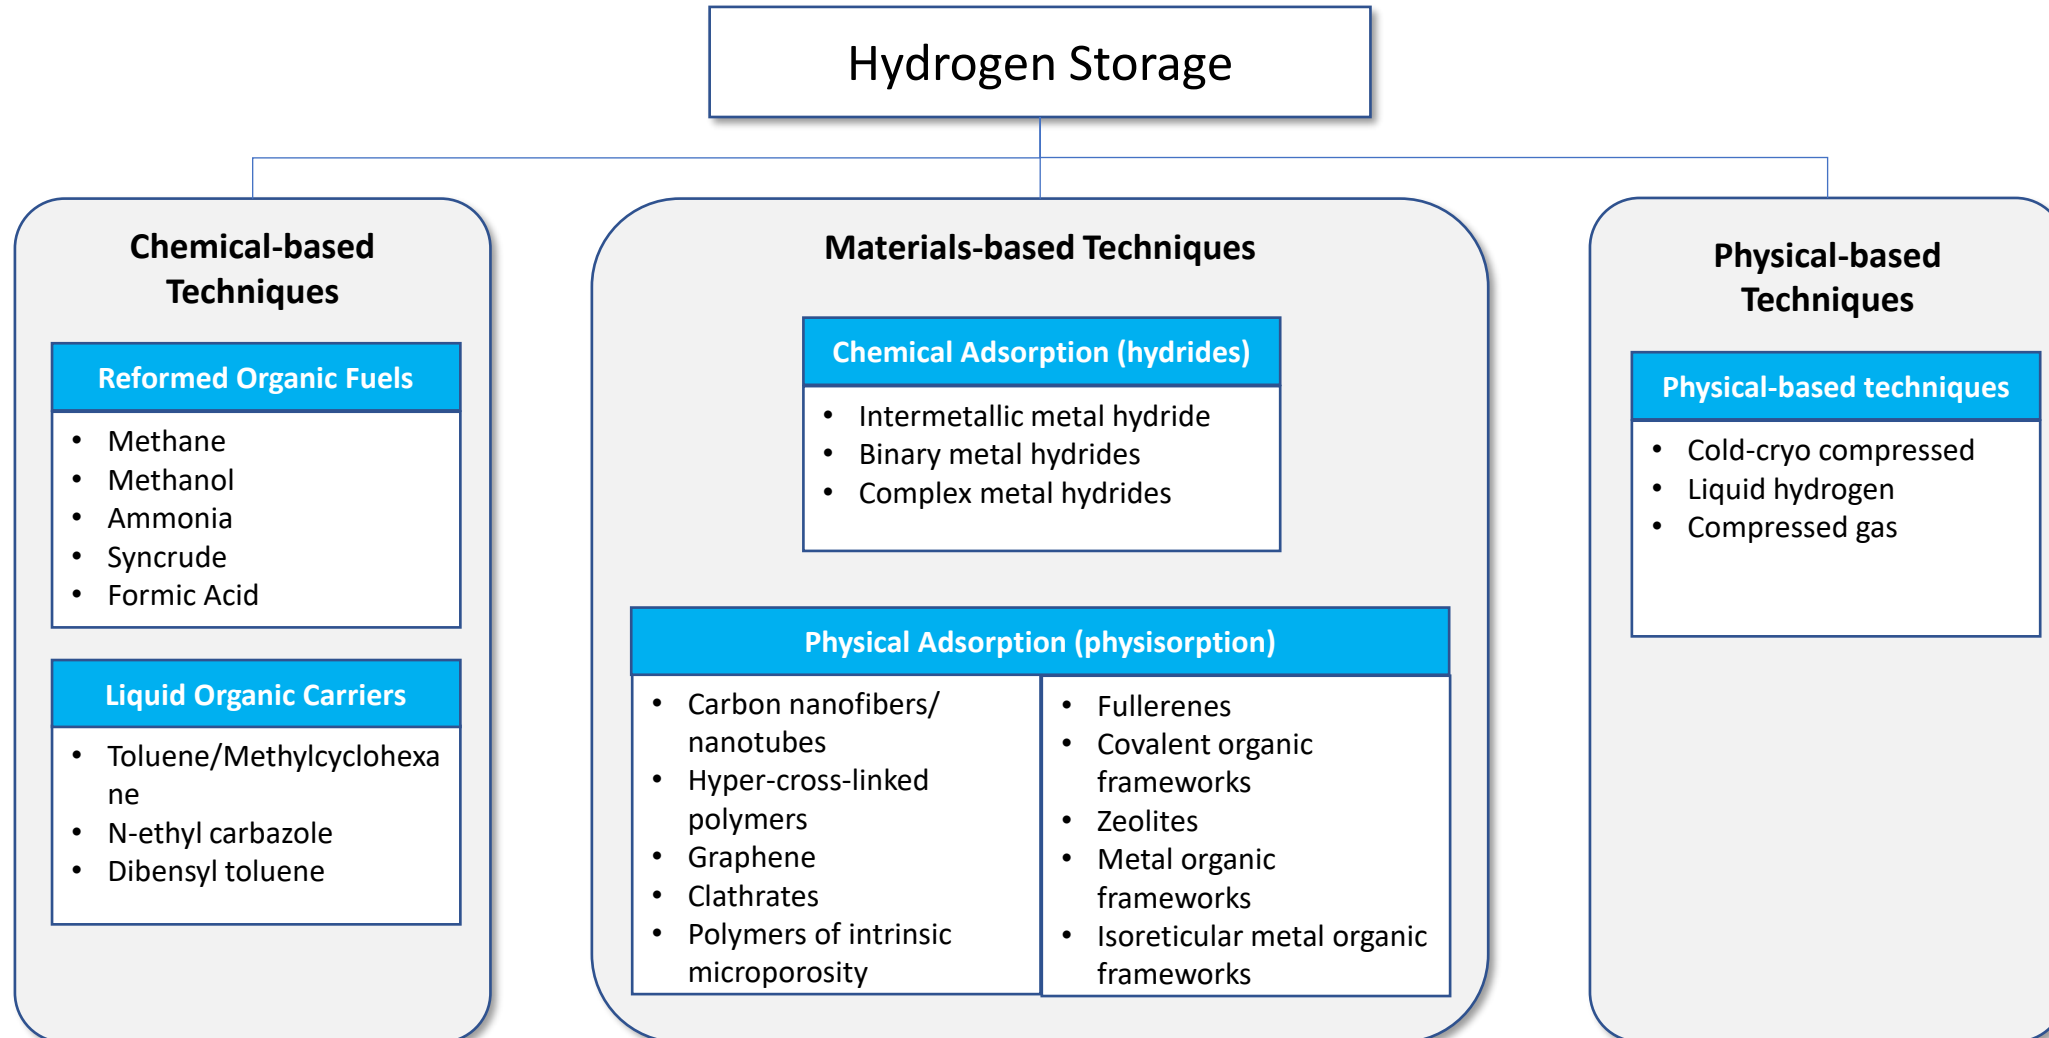 Hydrogen Storage
Chemical-based
Techniques
Reformed Organic Fuels
• Methane
• Methanol
• Ammonia
• Syncrude
• Formic Acid
Liquid Organic Carriers
• Toluene/Methylcyclohexa
ne
• N-ethyl carbazole
• Dibensyl toluene
Materials-based Techniques
Chemical Adsorption (hydrides)
• Intermetallic metal hydride
• Binary metal hydrides
• Complex metal hydrides
Physical Adsorption (physisorption)
• Carbon nanofibers/
nanotubes
• Hyper-cross-linked
polymers
• Graphene
• Clathrates
• Polymers of intrinsic
microporosity
• Fullerenes
• Covalent organic
frameworks
• Zeolites
• Metal organic
frameworks
• Isoreticular metal organic
frameworks
Physical-based
Techniques
Physical-based techniques
• Cold-cryo compressed
• Liquid hydrogen
• Compressed gas